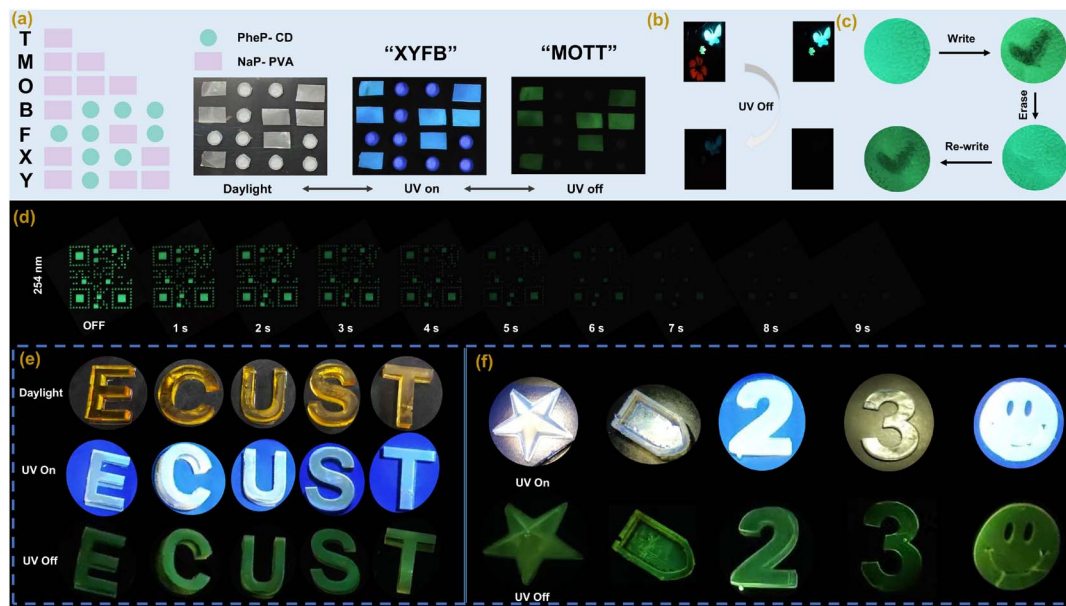 (a)
T
M
O
B
F
X
Y
PheP- CD
NaP- PVA
“XYFB”
“MOTT”
Daylight
UV on
UV off
(b)
UV Off
(c)
Write
Erase
Re-write
(d)
254 nm
OFF
1 s
2 s
3 s
4 s
5 s
6 s
7 s
8 s
9 s
(e)
Daylight
E C U S T
UV On
E C U S T
UV Off
E C U S T
(f)
2 3
UV On
2 3
UV Off